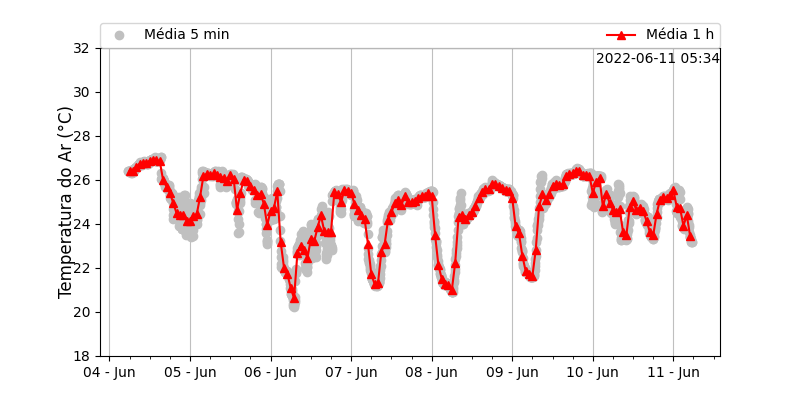 Média 5 min
Média 1 h
2022-06-11 05:34
Temperatura do Ar (°C)
32
30
28
26
24
22
20
18
04 - Jun
05 - Jun
06 - Jun
07 - Jun
08 - Jun
09 - Jun
10 - Jun
11 - Jun